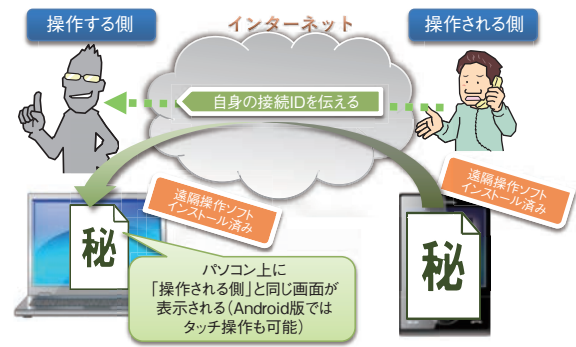 操作する側
インターネット
操作される側
自身の接続IDを伝える
遠隔操作ソフト
インストール済み
遠隔操作ソフト
インストール済み
秘
秘
パソコン上に
「操作される側」と同じ画面が
表示される(Android版では
タッチ操作も可能)